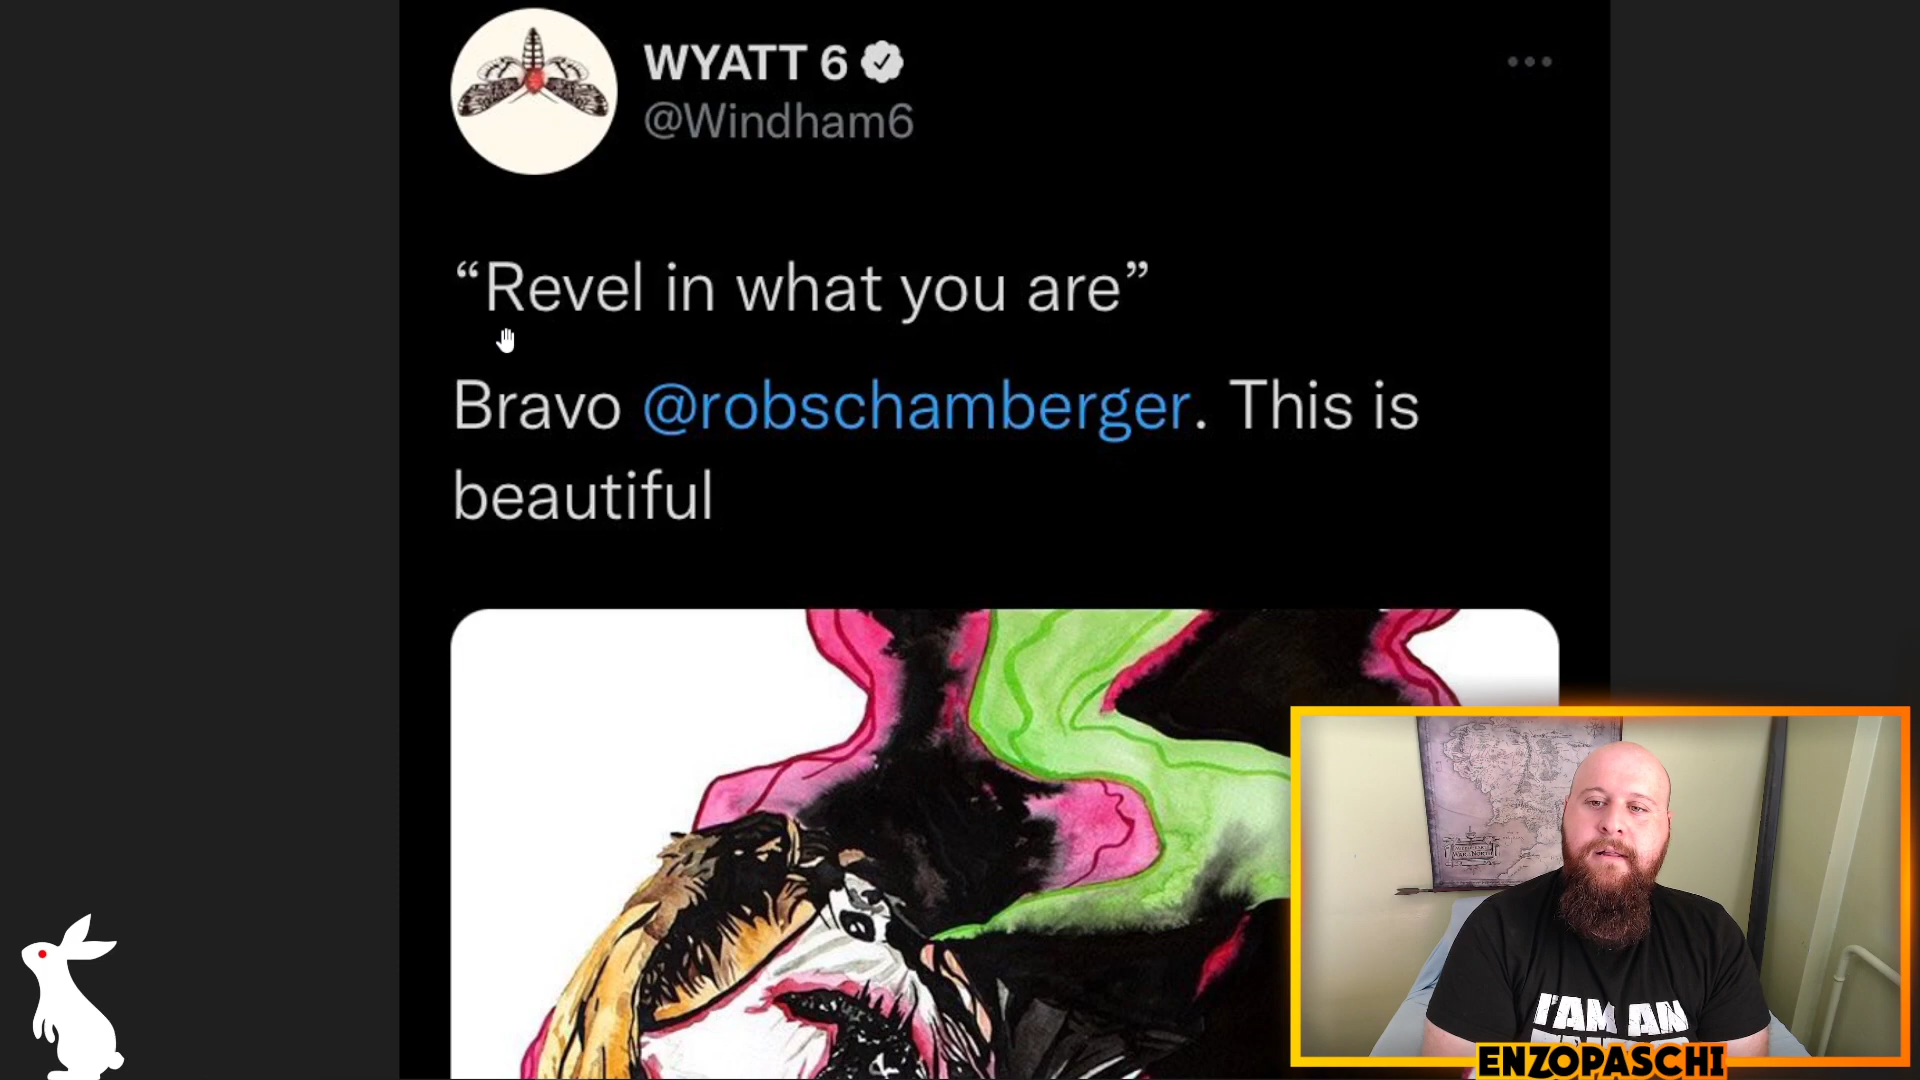 WYATT 6
@Windham6
“Revel in what you are”
Bravo @robschamberger. This is
beautiful
I'AM AN
ENZOPASCHI